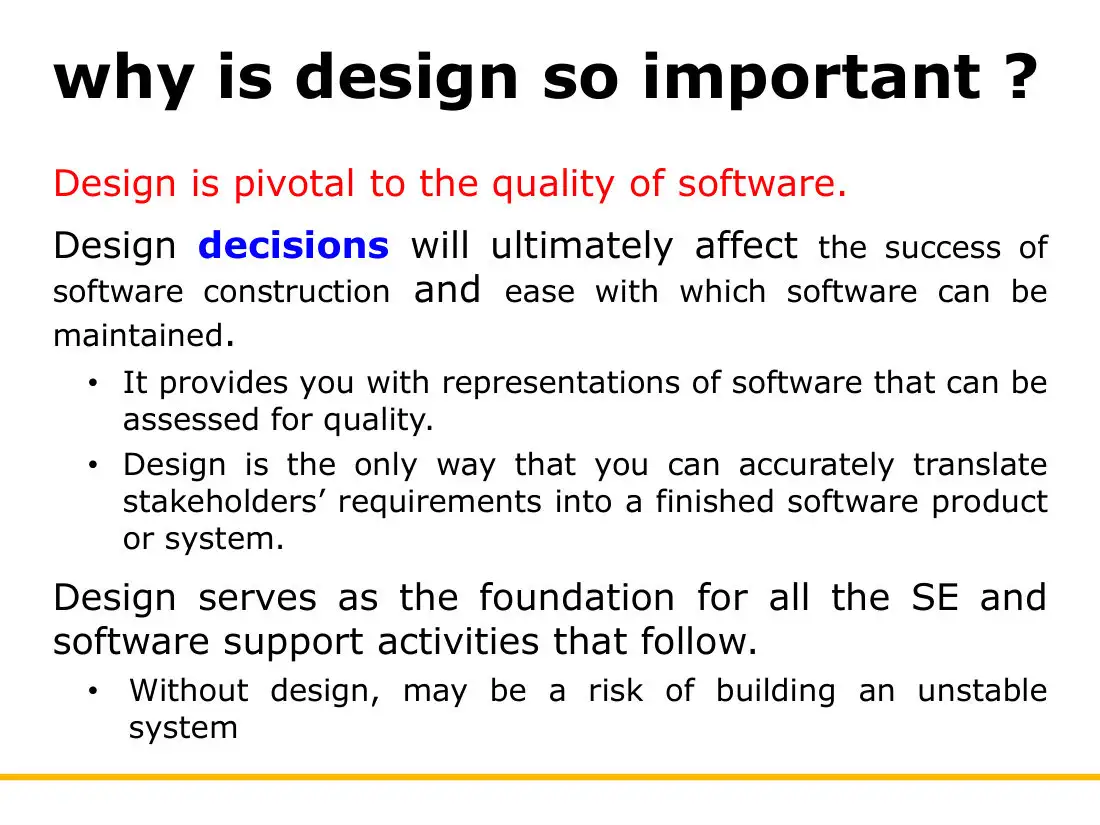 why is design so important ?
Design is pivotal to the quality of software.
Design decisions will ultimately affect the success of
software construction and ease with which software can be
maintained.
• It provides you with representations of software that can be
assessed for quality.
• Design is the only way that you can accurately translate
stakeholders’ requirements into a finished software product
or system.
Design serves as the foundation for all the SE and
software support activities that follow.
• Without design, may be a risk of building an unstable
system